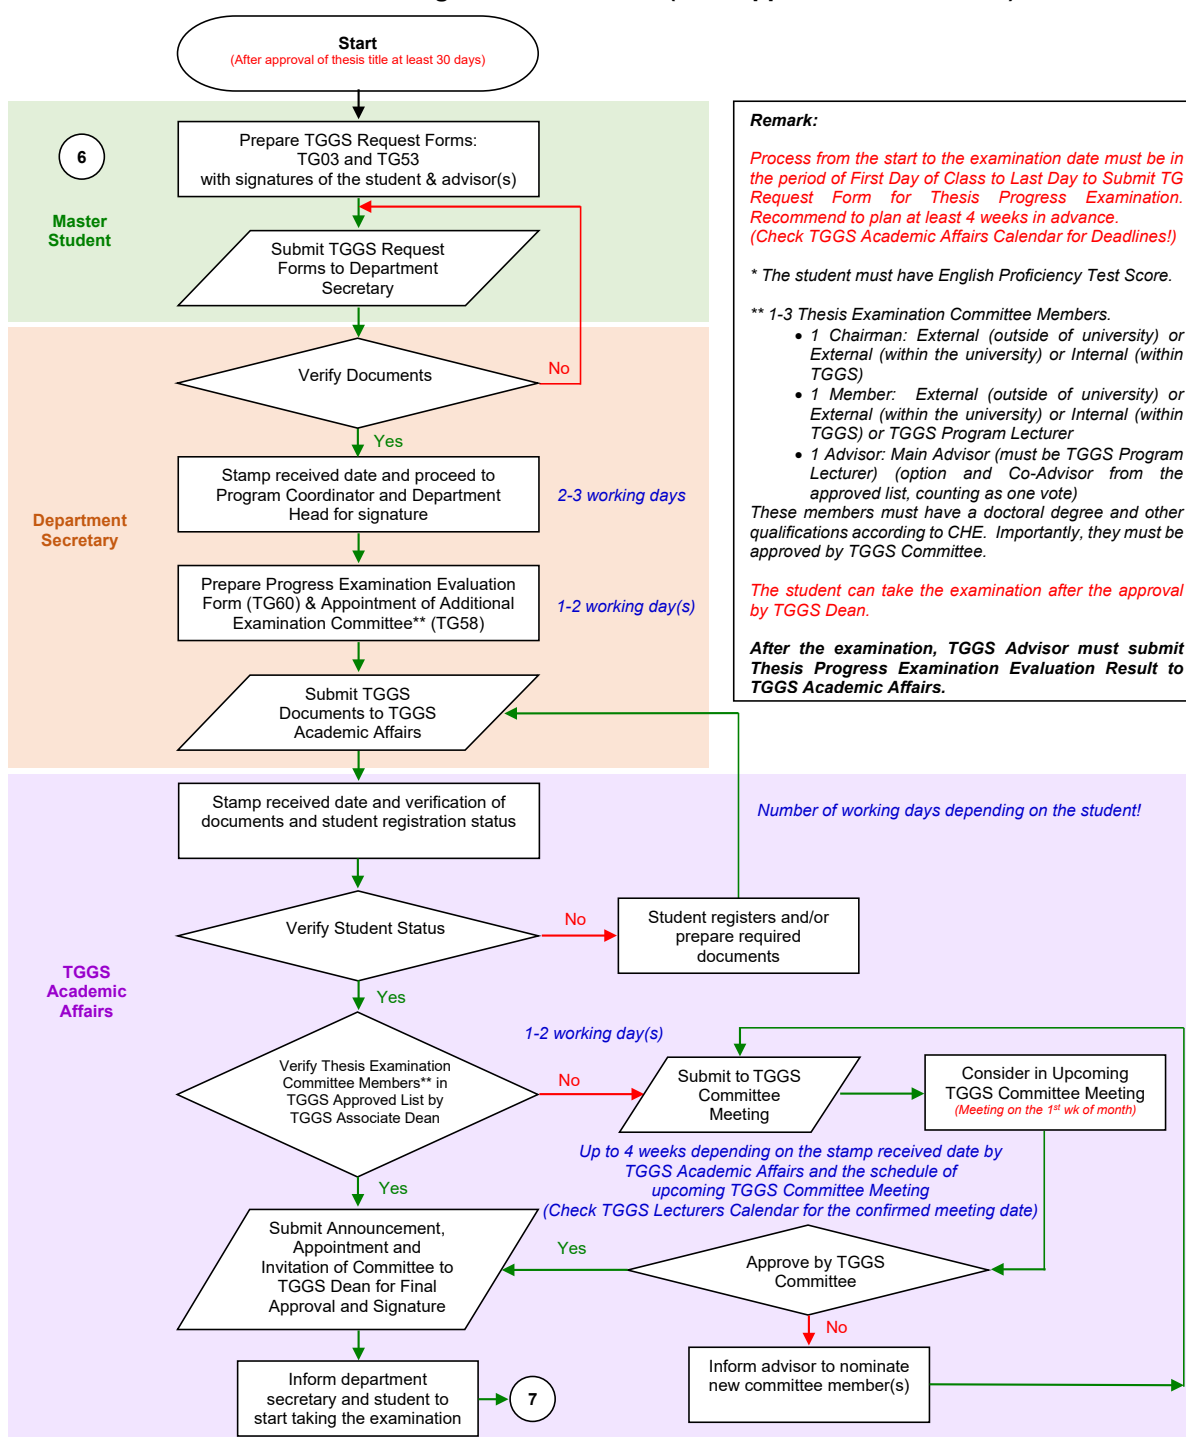 Start
(After approval of thesis title at least 30 days)
6
Master
Student
Prepare TGGS Request Forms:
TG03 and TG53
with signatures of the student & advisor(s)
Submit TGGS Request
Forms to Department
Secretary
Remark:
Process from the start to the examination date must be in
the period of First Day of Class to Last Day to Submit TG
Request Form for Thesis Progress Examination.
Recommend to plan at least 4 weeks in advance.
(Check TGGS Academic Affairs Calendar for Deadlines!)
* The student must have English Proficiency Test Score.
** 1-3 Thesis Examination Committee Members.
• 1 Chairman: External (outside of university) or
External (within the university) or Internal (within
TGGS)
• 1 Member: External (outside of university) or
External (within the university) or Internal (within
TGGS) or TGGS Program Lecturer
• 1 Advisor: Main Advisor (must be TGGS Program
Lecturer) (option and Co-Advisor from the
approved list, counting as one vote)
These members must have a doctoral degree and other
qualifications according to CHE. Importantly, they must be
approved by TGGS Committee.
The student can take the examination after the approval
by TGGS Dean.
After the examination, TGGS Advisor must submit
Thesis Progress Examination Evaluation Result to
TGGS Academic Affairs.
Department
Secretary
Verify Documents
No
Yes
Stamp received date and proceed to
Program Coordinator and Department
Head for signature
2-3 working days
Prepare Progress Examination Evaluation
Form (TG60) & Appointment of Additional
Examination Committee** (TG58)
1-2 working day(s)
Submit TGGS
Documents to TGGS
Academic Affairs
TGGS
Academic
Affairs
Stamp received date and verification of
documents and student registration status
Number of working days depending on the student!
Verify Student Status
No
Student registers and/or
prepare required
documents
Yes
1-2 working day(s)
Verify Thesis Examination
Committee Members** in
TGGS Approved List by
TGGS Associate Dean
No
Submit to TGGS
Committee
Meeting
Consider in Upcoming
TGGS Committee Meeting
(Meeting on the 1st wk of month)
Up to 4 weeks depending on the stamp received date by
TGGS Academic Affairs and the schedule of
upcoming TGGS Committee Meeting
(Check TGGS Lecturers Calendar for the confirmed meeting date)
Yes
Submit Announcement,
Appointment and
Invitation of Committee to
TGGS Dean for Final
Approval and Signature
Yes
Approve by TGGS
Committee
No
Inform advisor to nominate
new committee member(s)
Inform department
secretary and student to
start taking the examination
7